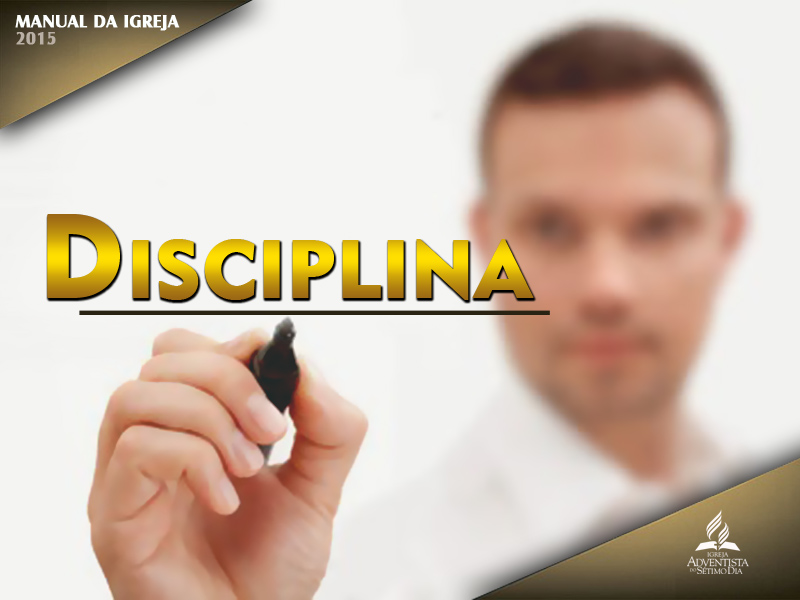 MANUAL DA IGREJA
2015
DISCIPLINA
IGREJA
ADVENTISTA
DO SÉTIMO DIA